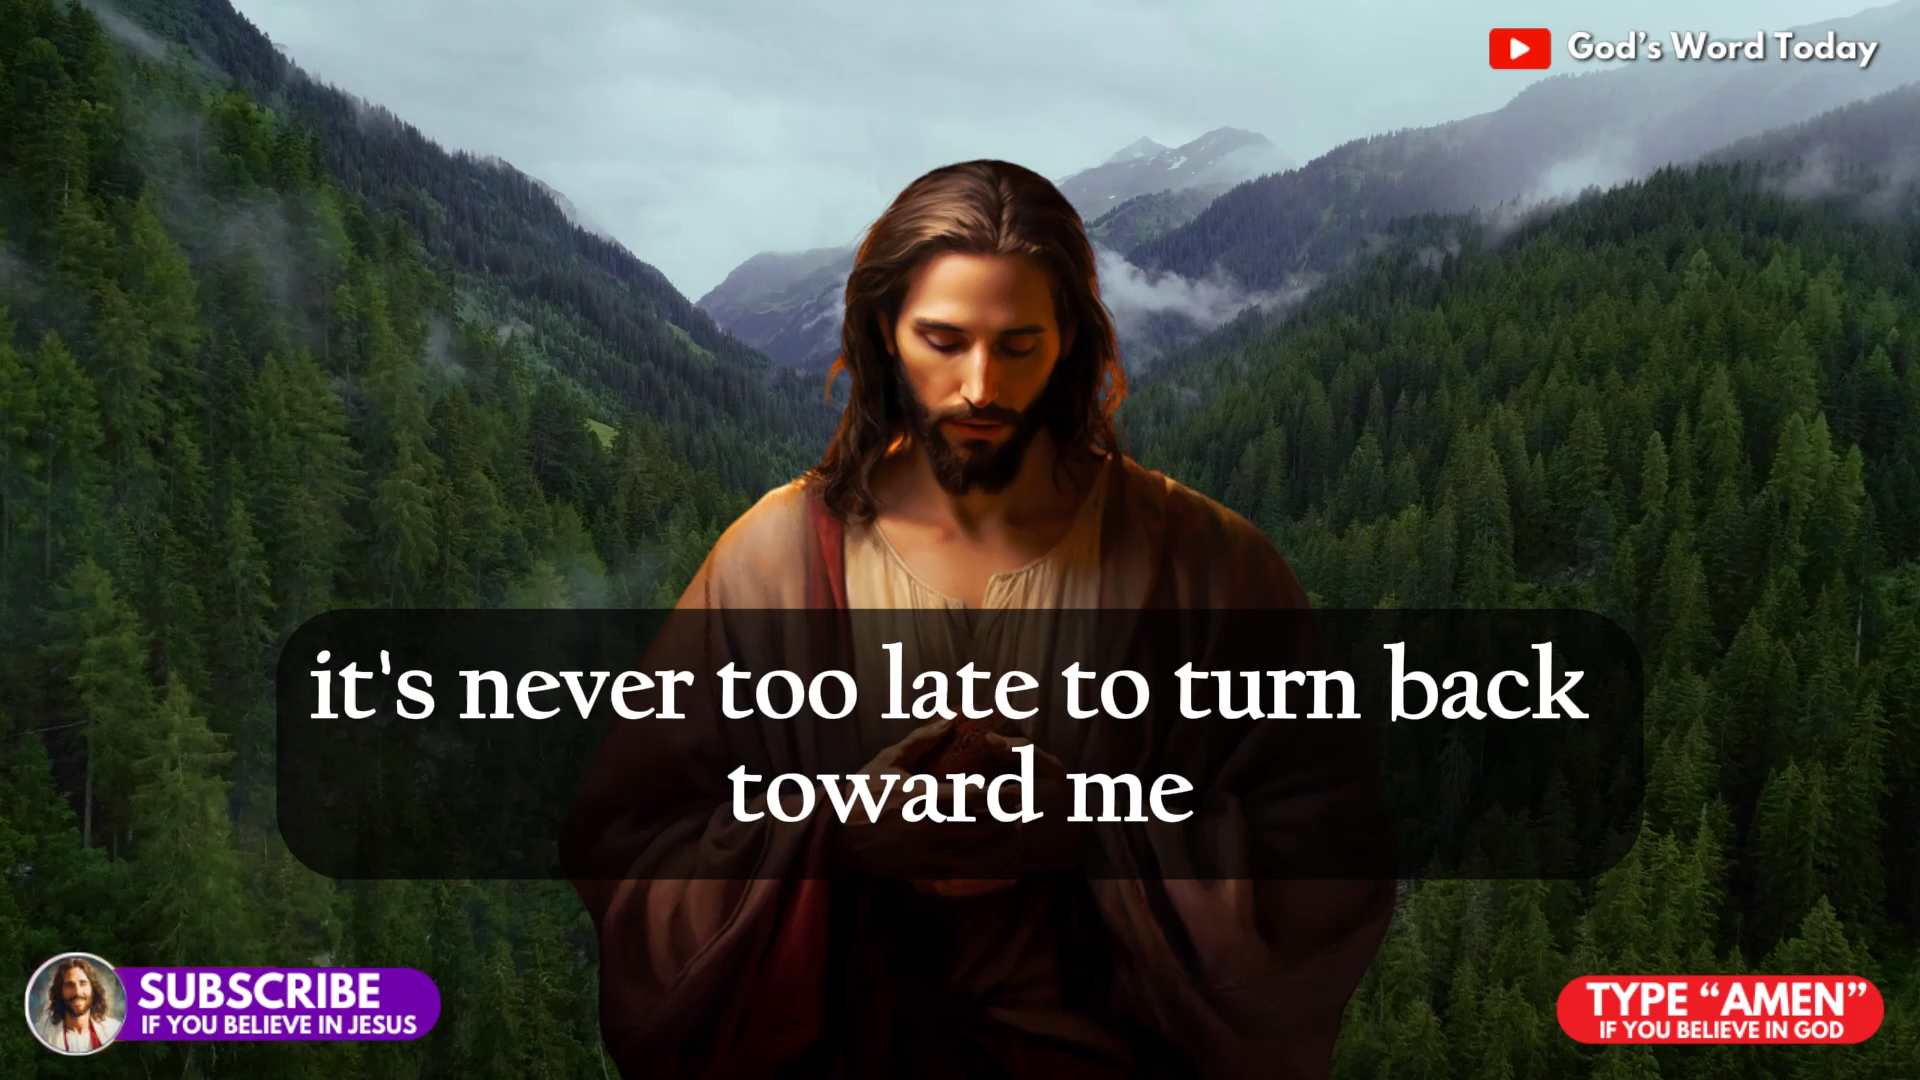 God's Word Today
it's never too late to turn back
toward me
SUBSCRIBE
IF YOU BELIEVE IN JESUS
TYPE “AMEN”
IF YOU BELIEVE IN GOD